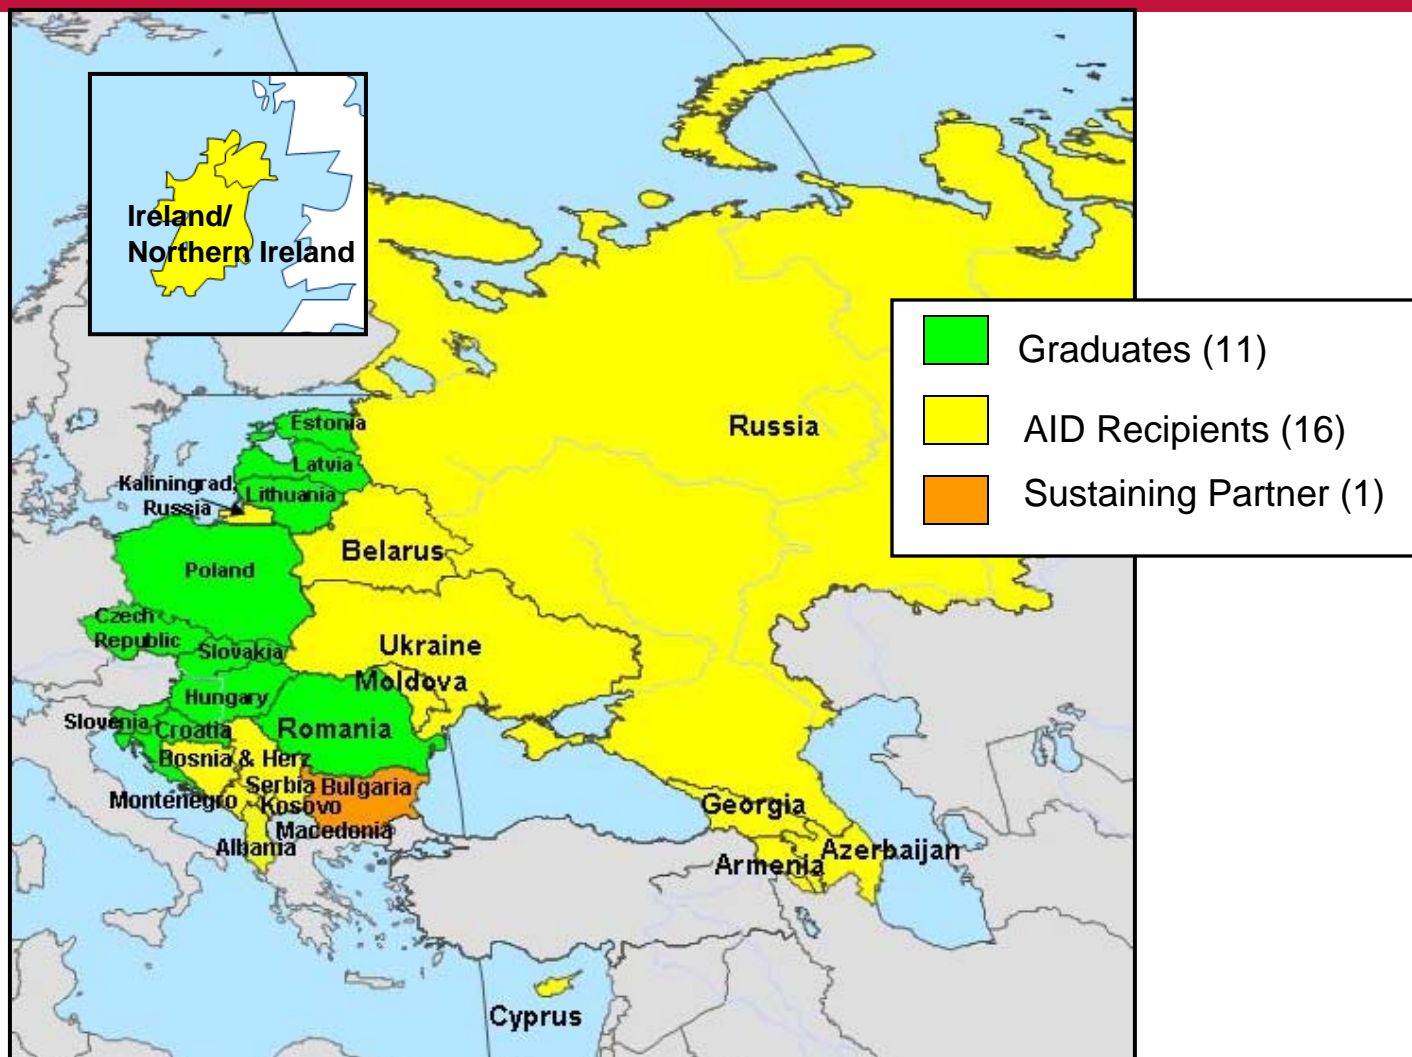 Ireland/
Northern Ireland
Graduates (11)
AID Recipients (16)
Sustaining Partner (1)
Russia
Estonia
Latvia
Kaliningrad,
Russia
Lithuania
Belarus
Poland
Czech
Republic
Slovakia
Ukraine
Moldova
Hungary
Slovenia
Croatia
Romania
Bosnia & Herz
Serbia
Bulgaria
Montenegro
Kosovo
Macedonia
Albania
Georgia
Armenia
Azerbaijan
Cyprus